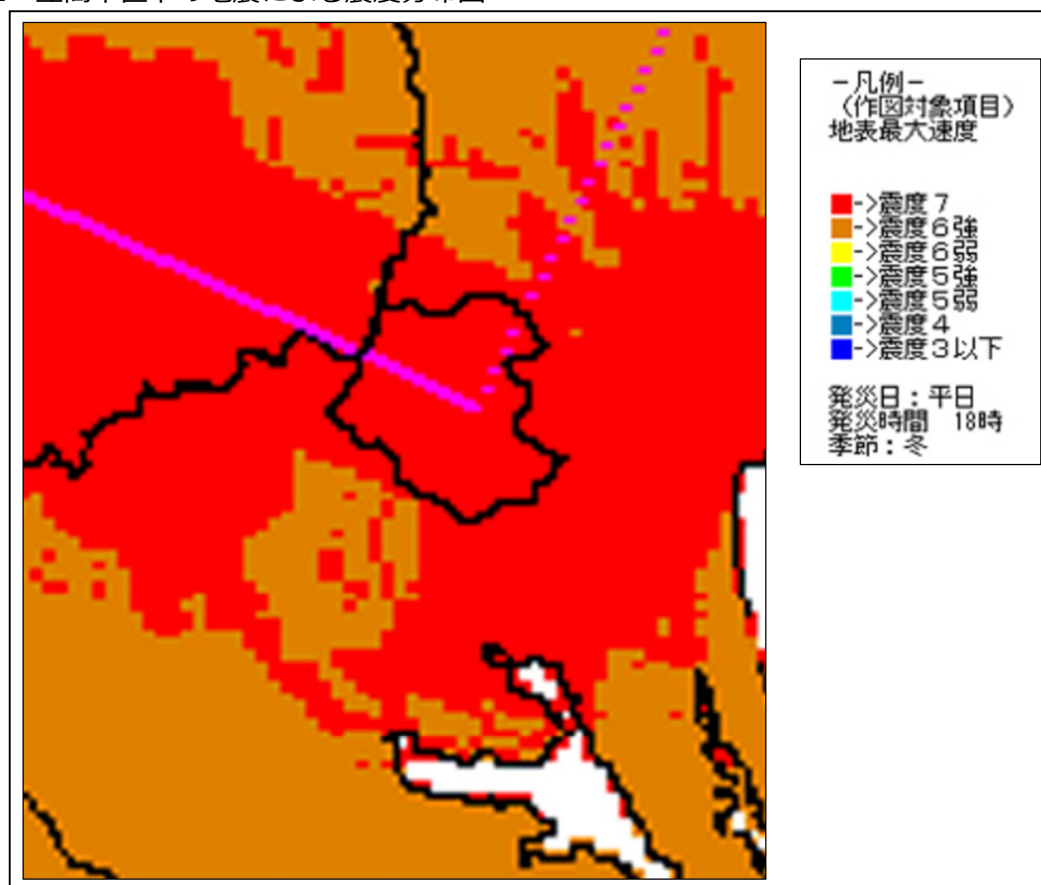 －凡例－
（作図対象項目）
地表最大速度
->震度７
->震度６強
->震度６弱
->震度５強
->震度５弱
->震度４
->震度３以下
発災日：平日
発災時間　18時
季節：冬